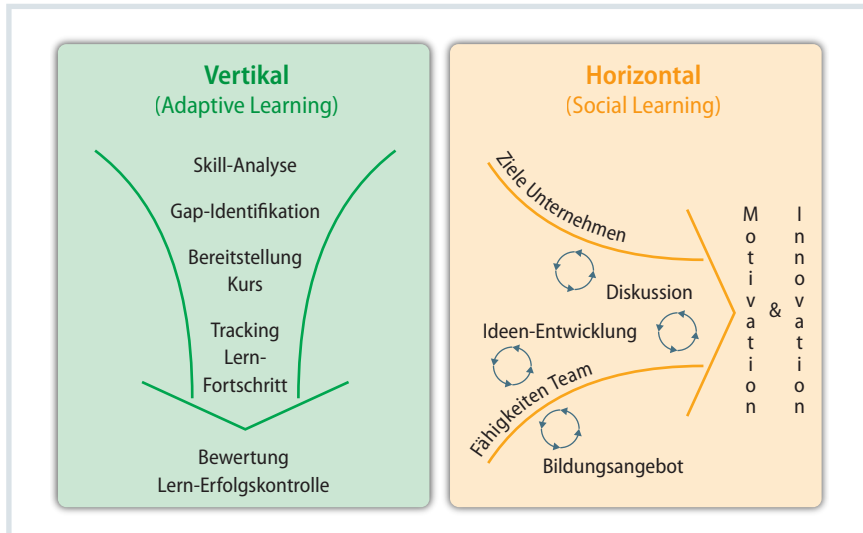 Vertikal
(Adaptive Learning)
Skill-Analyse
Gap-Identifikation
Bereitstellung
Kurs
Tracking
Lern-
Fortschritt
Bewertung
Lern-Erfolgskontrolle
Horizontal
(Social Learning)
Ziele Unternehmen
Diskussion
Ideen-Entwicklung
Fähigkeiten Team
Bildungsangebot
Motivation
&
Innovation